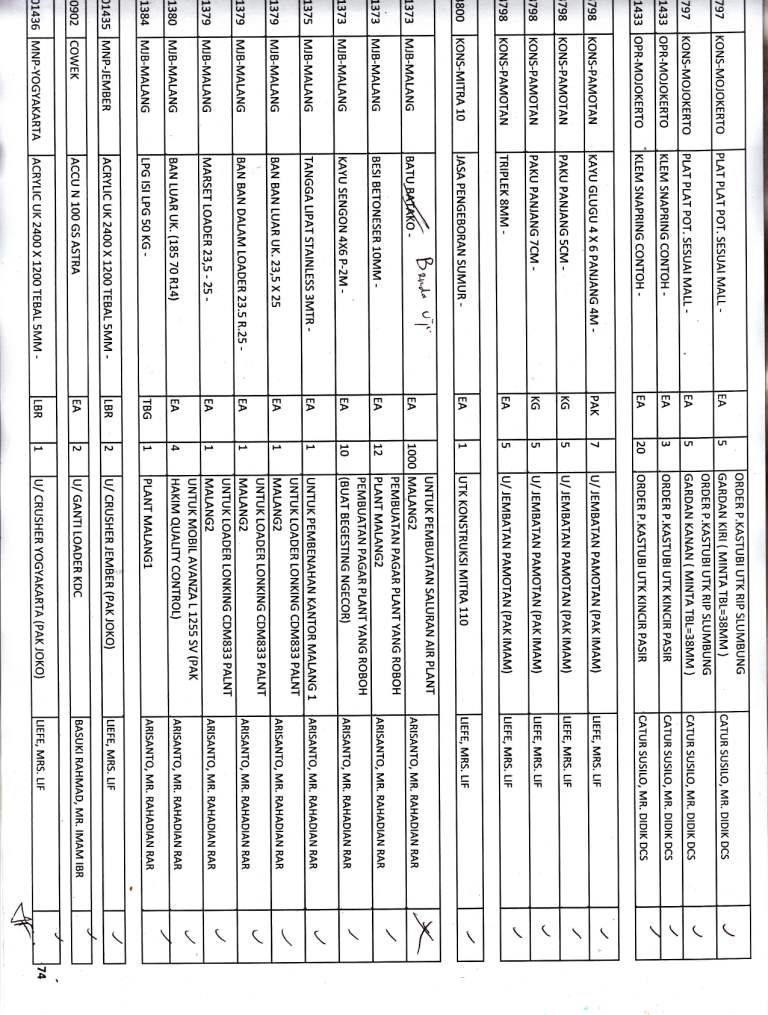 797 KONS-MOJOKERTO PLAT PLAT POT. SESUAI MALL - EA 5 ORDER P.KASTUBI UTK RIP SLUMBUNG GARDAN KIRI ( MINTA TBL=38MM ) CATUR SUSILO, MR. DIDIK DCS
797 KONS-MOJOKERTO PLAT PLAT POT. SESUAI MALL - EA 5 ORDER P.KASTUBI UTK RIP SLUMBUNG GARDAN KANAN ( MINTA TBL=38MM ) CATUR SUSILO, MR. DIDIK DCS
1433 OPR-MOJOKERTO KLEM SNAPRING CONTOH - EA 3 ORDER P.KASTUBI UTK KINCIR PASIR CATUR SUSILO, MR. DIDIK DCS
1433 OPR-MOJOKERTO KLEM SNAPRING CONTOH - EA 20 ORDER P.KASTUBI UTK KINCIR PASIR CATUR SUSILO, MR. DIDIK DCS
798 KONS-PAMOTAN KAYU GLUGU 4 X 6 PANJANG 4M - PAK 7 U/ JEMBATAN PAMOTAN (PAK IMAM) LIEFE, MRS. LIF
798 KONS-PAMOTAN PAKU PANJANG 5CM - KG 5 U/ JEMBATAN PAMOTAN (PAK IMAM) LIEFE, MRS. LIF
798 KONS-PAMOTAN PAKU PANJANG 7CM - KG 5 U/ JEMBATAN PAMOTAN (PAK IMAM) LIEFE, MRS. LIF
798 KONS-PAMOTAN TRIPLEK 8MM - EA 5 U/ JEMBATAN PAMOTAN (PAK IMAM) LIEFE, MRS. LIF
0800 KONS-MITRA 10 JASA PENGEBORAN SUMUR - EA 1 UTK KONSTRUKSI MITRA 110 LIEFE, MRS. LIF
1373 MJB-MALANG BATU BATAKO - EA 1000 UNTUK PEMBUATAN SALURAN AIR PLANT MALANG2 ARISANTO, MR. RAHADIAN RAR
1373 MJB-MALANG BESI BETONESER 10MM - EA 12 PEMBUATAN PAGAR PLANT YANG ROBOH PLANT MALANG2 ARISANTO, MR. RAHADIAN RAR
1373 MJB-MALANG KAYU SENGON 4X6 P-2M - EA 10 PEMBUATAN PAGAR PLANT YANG ROBOH (BUAT BEGESTING NGECOR) ARISANTO, MR. RAHADIAN RAR
1375 MJB-MALANG TANGGA LIPAT STAINLESS 3MTR - EA 1 UNTUK PEMBENAHAN KANTOR MALANG 1 ARISANTO, MR. RAHADIAN RAR
1379 MJB-MALANG BAN BAN LUAR UK. 23,5 X 25 EA 1 UNTUK LOADER LONKING CDM833 PALNT MALANG2 ARISANTO, MR. RAHADIAN RAR
1379 MJB-MALANG BAN BAN DALAM LOADER 23.5 R.25 - EA 1 UNTUK LOADER LONKING CDM833 PALNT MALANG2 ARISANTO, MR. RAHADIAN RAR
1379 MJB-MALANG MARSET LOADER 23,5 - 25 - EA 1 UNTUK LOADER LONKING CDM833 PALNT MALANG2 ARISANTO, MR. RAHADIAN RAR
1380 MJB-MALANG BAN LUAR UK. (185 70 R14) EA 4 UNTUK MOBIL AVANZA L 1255 SV (PAK HAKIM QUALITY CONTROL) ARISANTO, MR. RAHADIAN RAR
1384 MJB-MALANG LPG ISI LPG 50 KG - TBG 1 PLANT MALANG1 ARISANTO, MR. RAHADIAN RAR
01435 MNP-JEMBER ACRYLIC UK 2400 X 1200 TEBAL 5MM - LBR 2 U/ CRUSHER JEMBER (PAK JOKO) LIEFE, MRS. LIF
0902 COWEK ACCU N 100 GS ASTRA EA 2 U/ GANTI LOADER KDC BASUKI RAHMAD, MR. IMAM IBR
01436 MNP-YOGYAKARTA ACRYLIC UK 2400 X 1200 TEBAL 5MM - LBR 1 U/ CRUSHER YOGYAKARTA (PAK JOKO) LIEFE, MRS. LIF
74